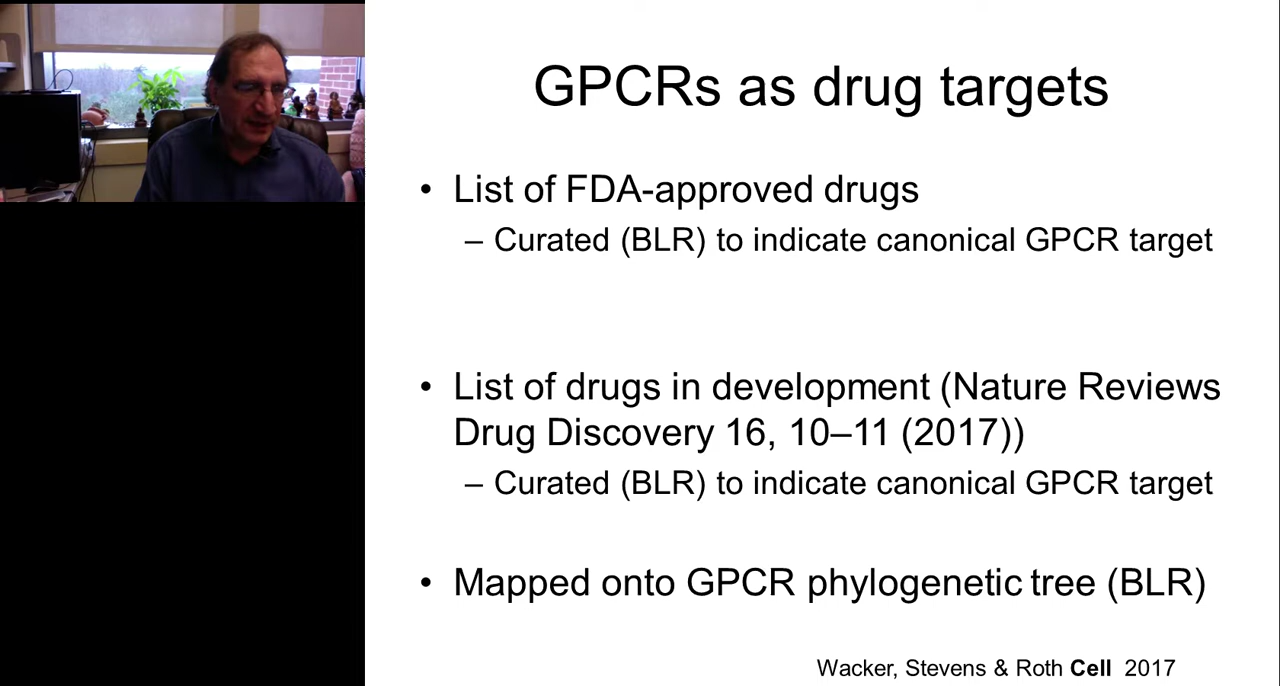 GPCRs as drug targets
• List of FDA-approved drugs
– Curated (BLR) to indicate canonical GPCR target
• List of drugs in development (Nature Reviews
Drug Discovery 16, 10–11 (2017))
– Curated (BLR) to indicate canonical GPCR target
• Mapped onto GPCR phylogenetic tree (BLR)
Wacker, Stevens & Roth Cell 2017